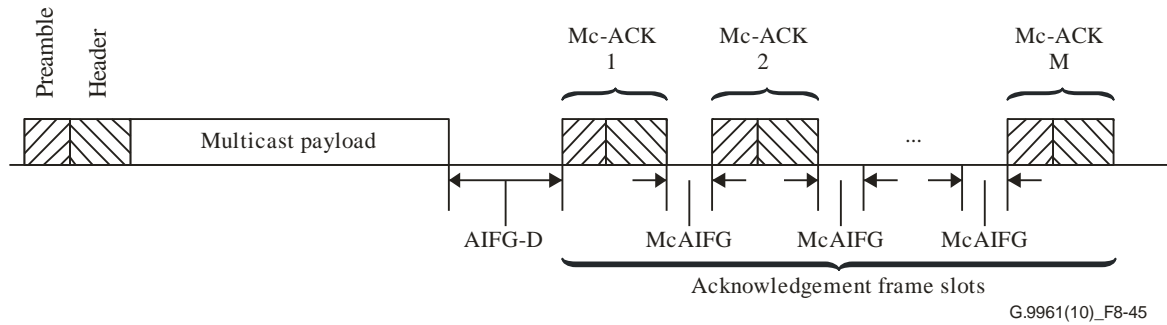 Preamble
Header
Mc-ACK
1
Mc-ACK
2
Mc-ACK
M
Multicast payload
...
AIFG-D
McAIFG
McAIFG
McAIFG
Acknowledgement frame slots
G.9961(10)_F8-45